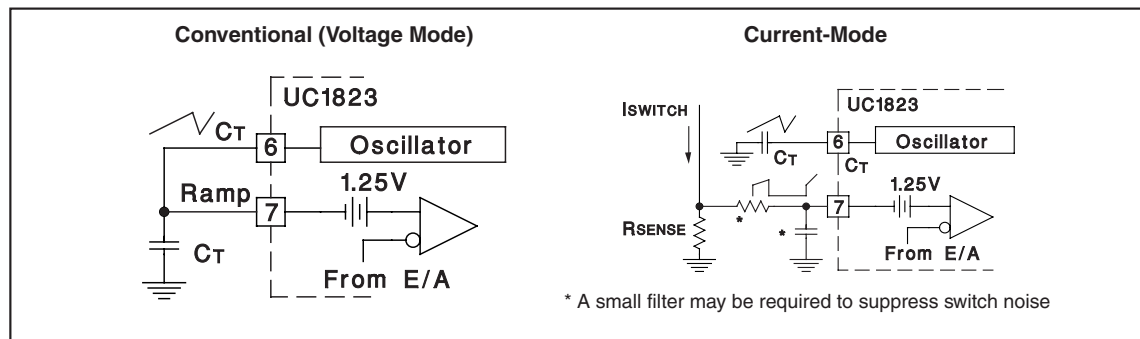 Conventional (Voltage Mode)
UC1823
CT
6
Oscillator
Ramp
7
1.25V
CT
From E/A
Current-Mode
ISWITCH
UC1823
CT
6
CT
Oscillator
1.25V
7
RSENSE
*
*
From E/A
* A small filter may be required to suppress switch noise